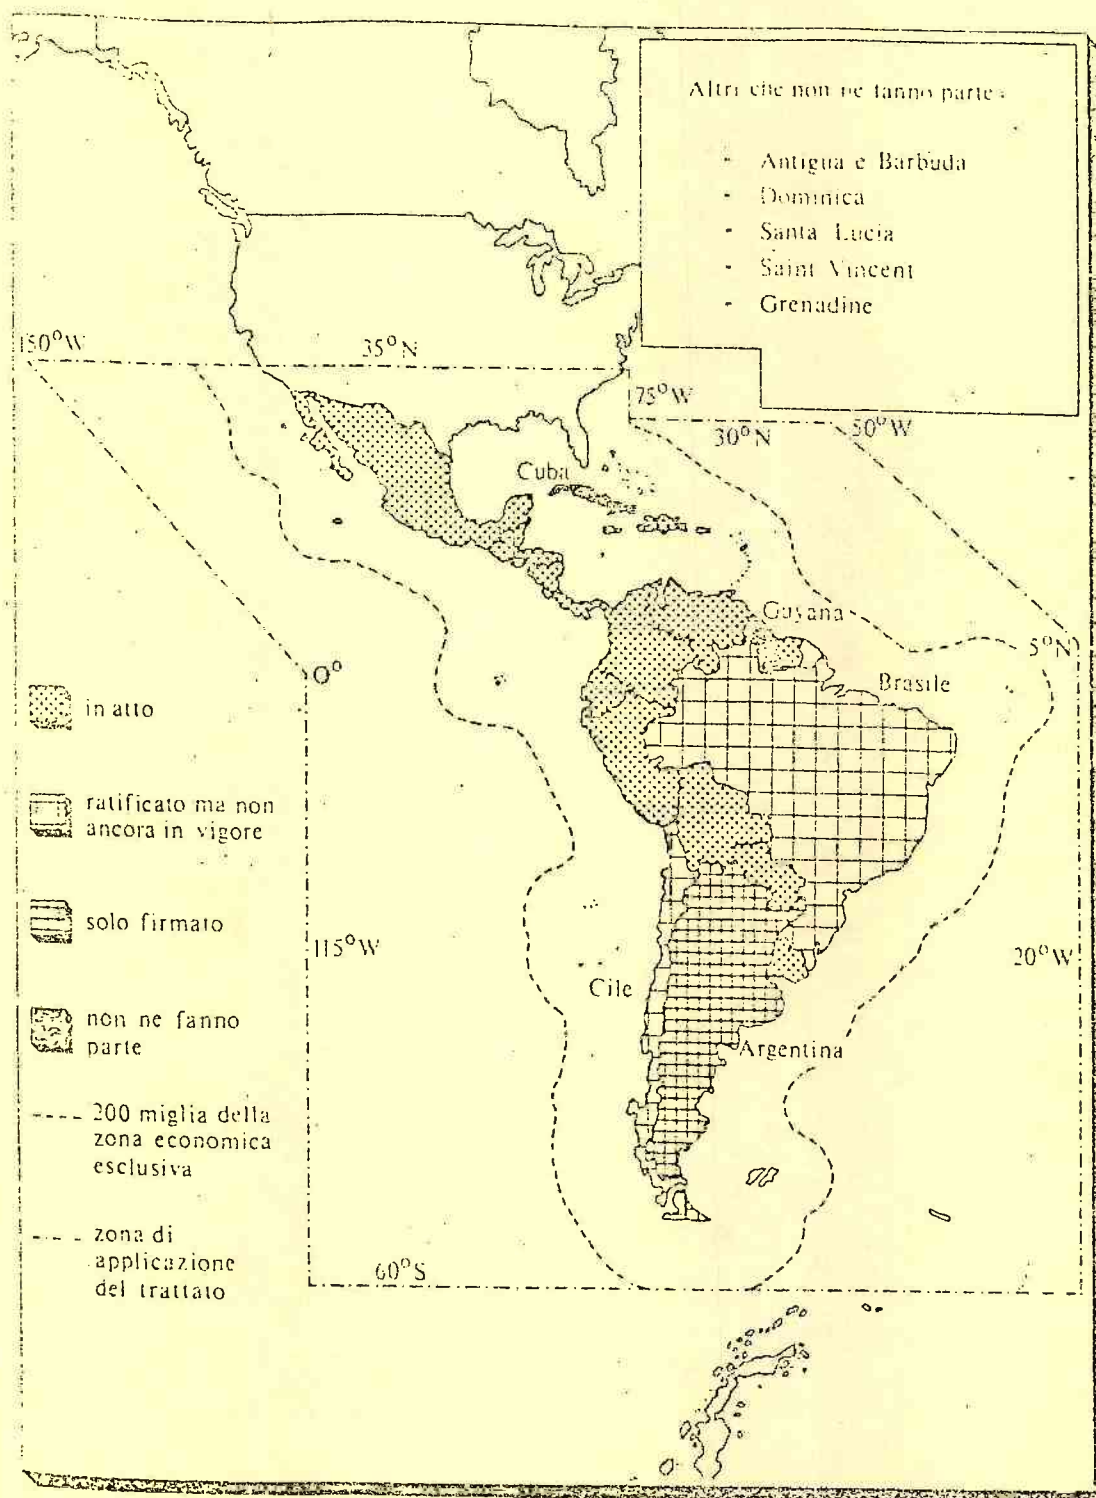 Altri che non ne fanno parte:
- Antigua e Barbuda
- Dominica
- Santa Lucia
- Saint Vincent
- Grenadine
150°W
35°N
75°W
30°N
50°W
Cuba
Guyana
5°N
0°
Brasile
in atto
ratificato ma non
ancora in vigore
solo firmato
115°W
20°W
Cile
non ne fanno
parte
Argentina
200 miglia della
zona economica
esclusiva
zona di
applicazione
del trattato
60°S